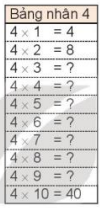 Bảng nhân 4
4 × 1 = 4
4 × 2 = 8
4 × 3 = ?
4 × 4 = ?
4 × 5 = ?
4 × 6 = ?
4 × 7 = ?
4 × 8 = ?
4 × 9 = ?
4 × 10 = 40